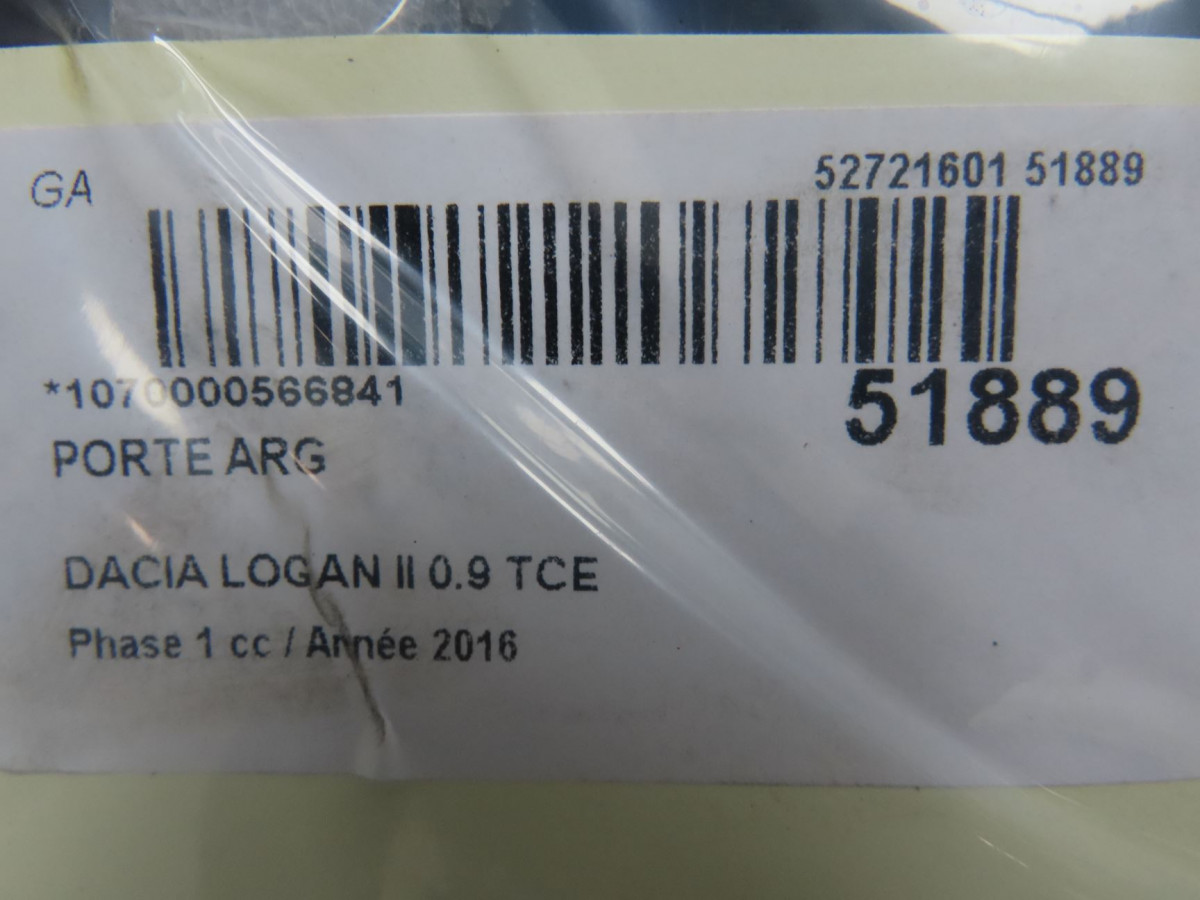 GA
52721601 51889
*1070000566841
51889
PORTE ARG
DACIA LOGAN II 0.9 TCE
Phase 1 cc / Année 2016